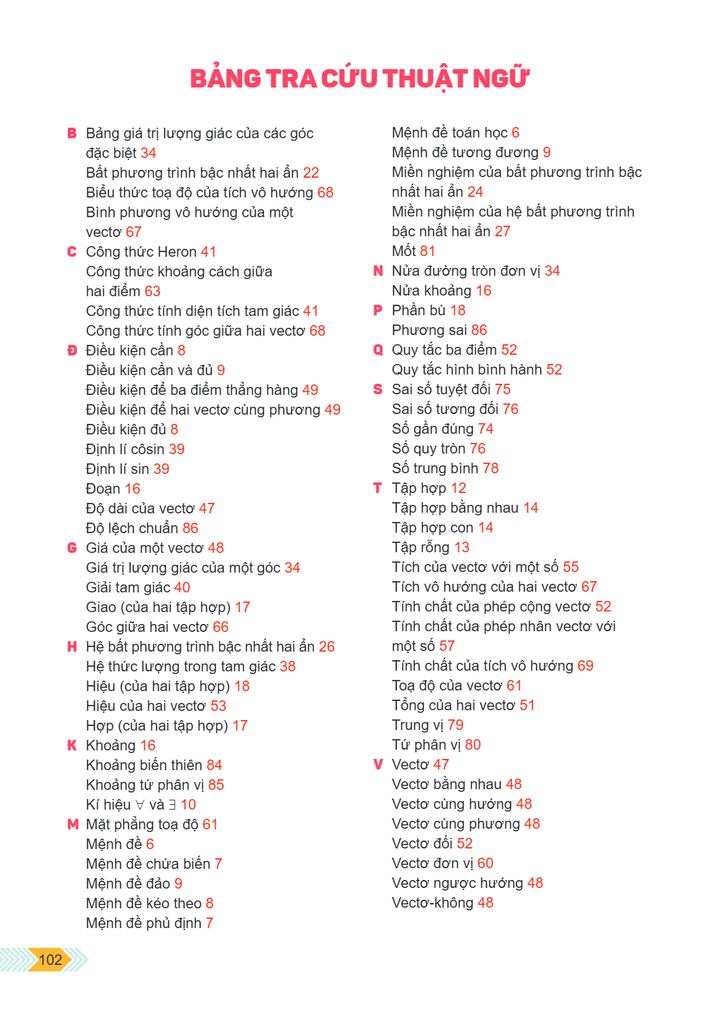 BẢNG TRA CỨU THUẬT NGỮ
B Bảng giá trị lượng giác của các góc
đặc biệt 34
Bất phương trình bậc nhất hai ẩn 22
Biểu thức toạ độ của tích vô hướng 68
Bình phương vô hướng của một
vectơ 67
C Công thức Heron 41
Công thức khoảng cách giữa
hai điểm 63
Công thức tính diện tích tam giác 41
Công thức tính góc giữa hai vectơ 68
Đ Điều kiện cần 8
Điều kiện cần và đủ 9
Điều kiện để ba điểm thẳng hàng 49
Điều kiện để hai vectơ cùng phương 49
Điều kiện đủ 8
Định lí côsin 39
Định lí sin 39
Đoạn 16
Độ dài của vectơ 47
Độ lệch chuẩn 86
G Giá của một vectơ 48
Giá trị lượng giác của một góc 34
Giải tam giác 40
Giao (của hai tập hợp) 17
Góc giữa hai vectơ 66
H Hệ bất phương trình bậc nhất hai ẩn 26
Hệ thức lượng trong tam giác 38
Hiệu (của hai tập hợp) 18
Hiệu của hai vectơ 53
Hợp (của hai tập hợp) 17
K Khoảng 16
Khoảng biến thiên 84
Khoảng tứ phân vị 85
Kí hiệu ∀ và ∃ 10
M Mặt phẳng toạ độ 61
Mệnh đề 6
Mệnh đề chứa biến 7
Mệnh đề đảo 9
Mệnh đề kéo theo 8
Mệnh đề phủ định 7
Mệnh đề toán học 6
Mệnh đề tương đương 9
Miền nghiệm của bất phương trình bậc
nhất hai ẩn 24
Miền nghiệm của hệ bất phương trình
bậc nhất hai ẩn 27
Mốt 81
N Nửa đường tròn đơn vị 34
Nửa khoảng 16
P Phần bù 18
Phương sai 86
Q Quy tắc ba điểm 52
Quy tắc hình bình hành 52
S Sai số tuyệt đối 75
Sai số tương đối 76
Số gần đúng 74
Số quy tròn 76
Số trung bình 78
T Tập hợp 12
Tập hợp bằng nhau 14
Tập hợp con 14
Tập rỗng 13
Tích của vectơ với một số 55
Tích vô hướng của hai vectơ 67
Tính chất của phép cộng vectơ 52
Tính chất của phép nhân vectơ với
một số 57
Tính chất của tích vô hướng 69
Toạ độ của vectơ 61
Tổng của hai vectơ 51
Trung vị 79
Tứ phân vị 80
V Vectơ 47
Vectơ bằng nhau 48
Vectơ cùng hướng 48
Vectơ cùng phương 48
Vectơ đối 52
Vectơ đơn vị 60
Vectơ ngược hướng 48
Vectơ-không 48
102